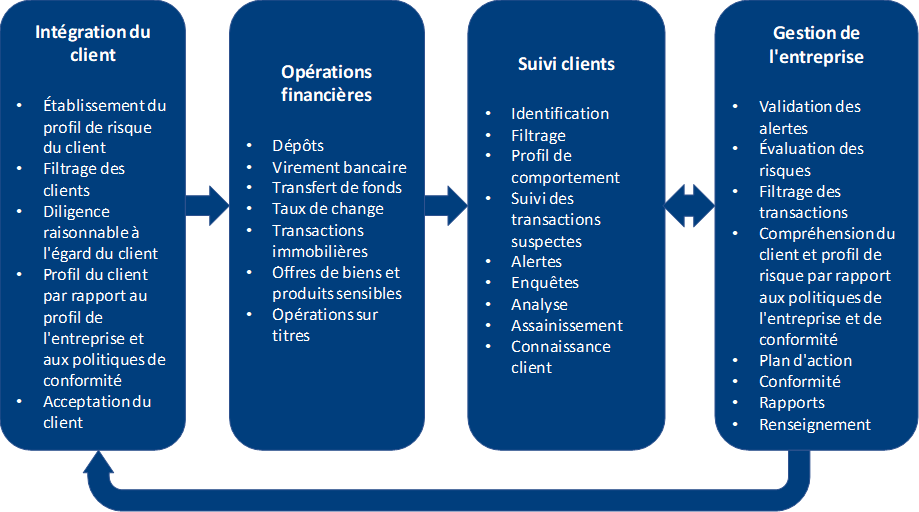 Intégration du
client
• Établissement du
profil de risque
du client
• Filtrage des
clients
• Diligence
raisonnable à
l'égard du client
• Profil du client
par rapport au
profil de
l'entreprise et
aux politiques de
conformité
• Acceptation du
client
Opérations
financières
• Dépôts
• Virement bancaire
• Transfert de fonds
• Taux de change
• Transactions
immobilières
• Offres de biens et
produits sensibles
• Opérations sur
titres
Suivi clients
• Identification
• Filtrage
• Profil de
comportement
• Suivi des
transactions
suspectes
• Alertes
• Enquêtes
• Analyse
• Assainissement
• Connaissance
client
Gestion de
l'entreprise
• Validation des
alertes
• Évaluation des
risques
• Filtrage des
transactions
• Compréhension du
client et profil de
risque par rapport
aux politiques de
l'entreprise et de
conformité
• Plan d'action
• Conformité
• Rapports
• Renseignement